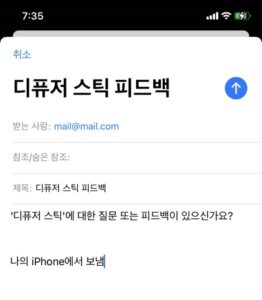 7:35
취소
디퓨저 스틱 피드백
받는 사람: mail@mail.com
참조/숨은 참조:
제목: 디퓨저 스틱 피드백
'디퓨저 스틱'에 대한 질문 또는 피드백이 있으신가요?
나의 iPhone에서 보냄